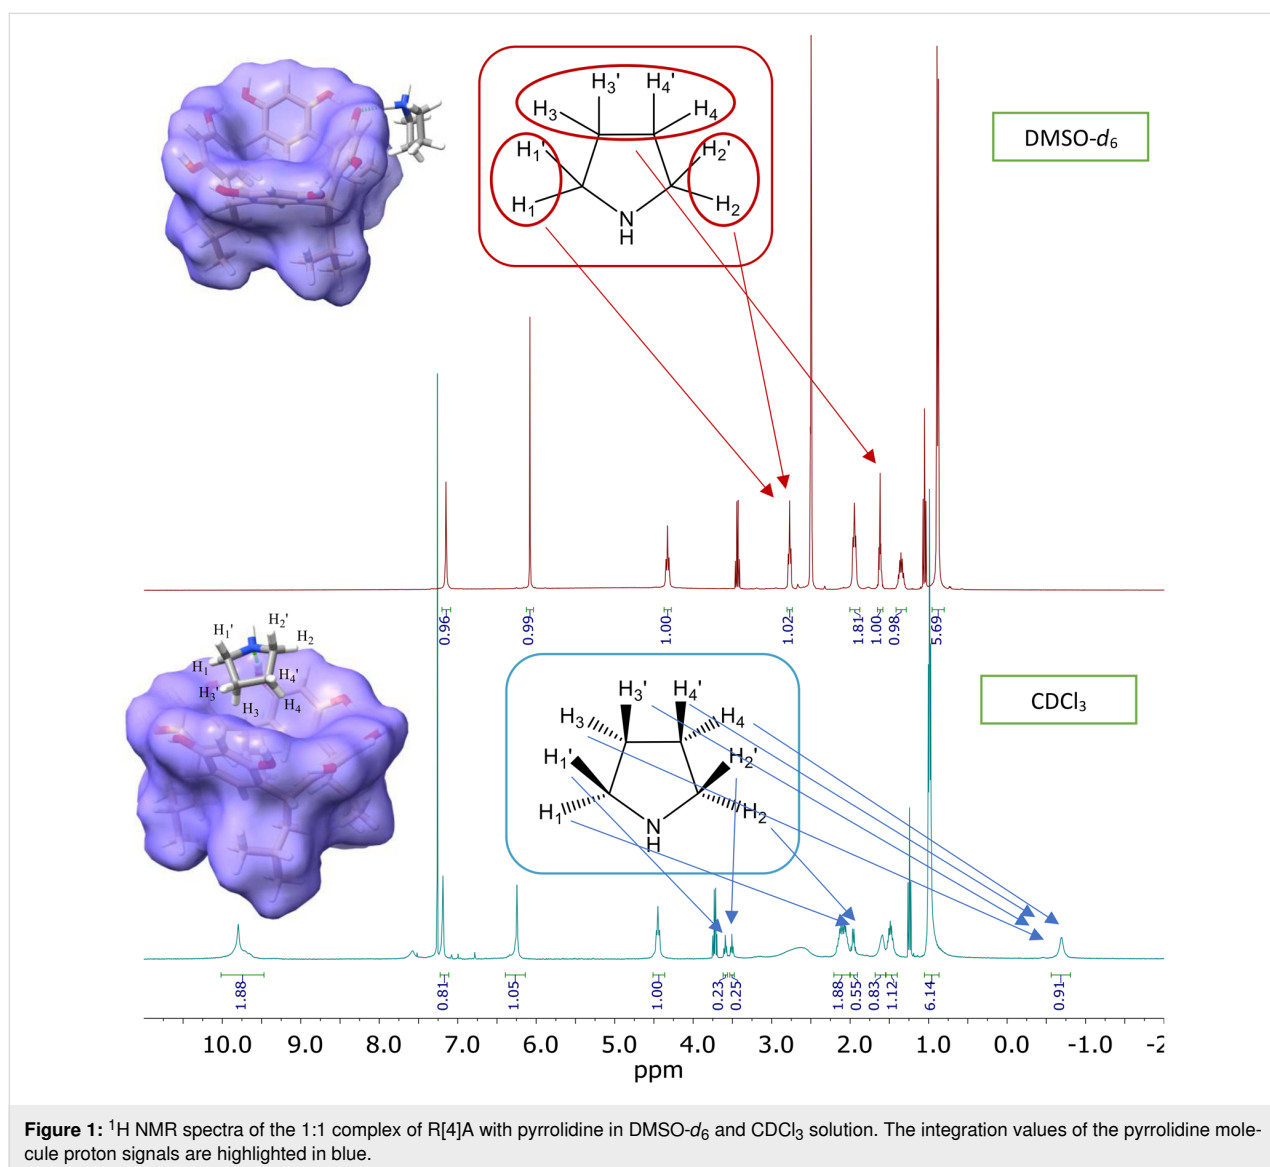 H3' H4'
H3 H4
H1' H2'
H1 H2
N
H
DMSO-d6
0.96 0.99 1.00 1.02 1.81 1.00 0.98 5.69
H1' H2'
H2
H1
H3' H4'
H3 H4
H3' H4'
H3 H4
H1' H2'
H1 H2
N
H
CDCl3
1.88 0.81 1.05 1.00 0.23 0.25 1.88 0.55 0.83 1.12 6.14 0.91
10.0 9.0 8.0 7.0 6.0 5.0 4.0 3.0 2.0 1.0 0.0 -1.0 -2
ppm
Figure 1: 1H NMR spectra of the 1:1 complex of R[4]A with pyrrolidine in DMSO-d6 and CDCl3 solution. The integration values of the pyrrolidine mole-
cule proton signals are highlighted in blue.